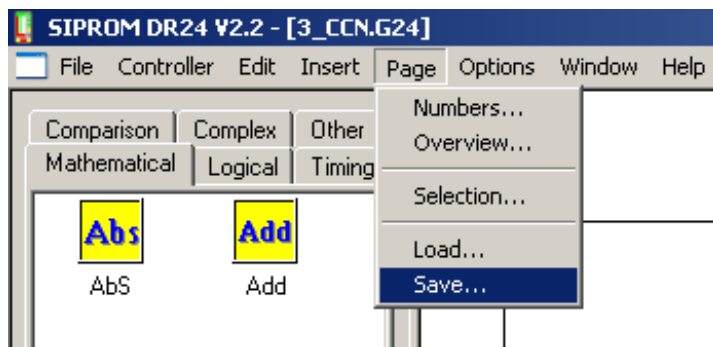 SIPROM DR24 V2.2 - [3_CCN.G24]
File Controller Edit Insert Page Options Window Help
Numbers...
Overview...
Selection...
Load...
Save...
Comparison Complex Other
Mathematical Logical Timing
Abs Add
AbS Add